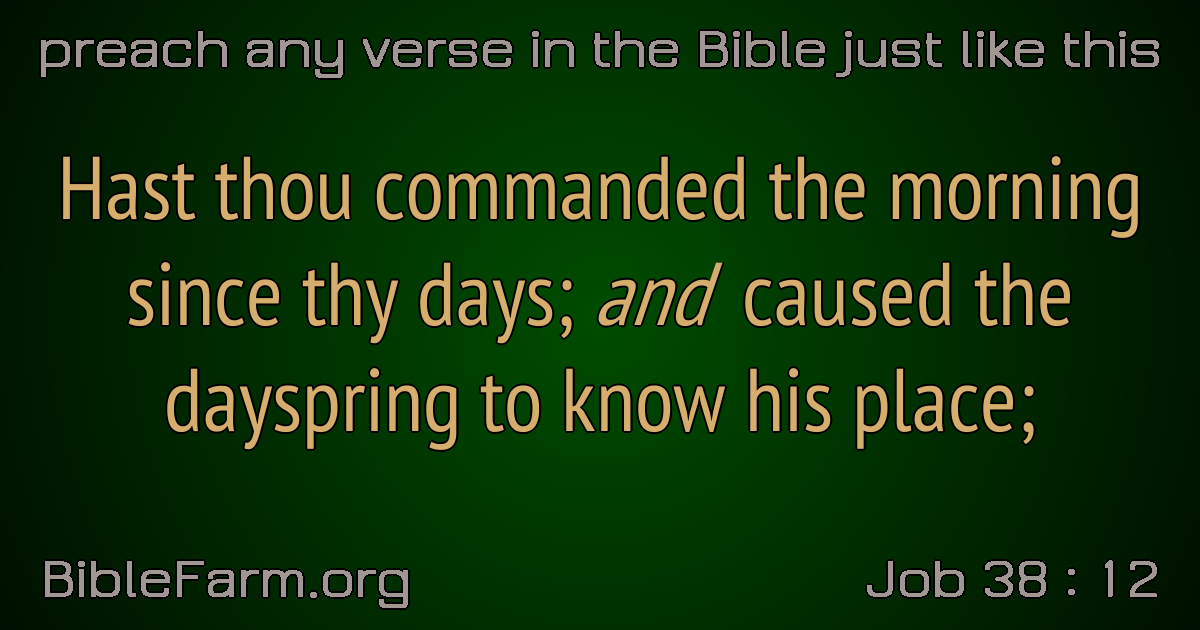 preach any verse in the Bible just like this
Hast thou commanded the morning
since thy days; and caused the
dayspring to know his place;
BibleFarm.org
Job 38 : 12